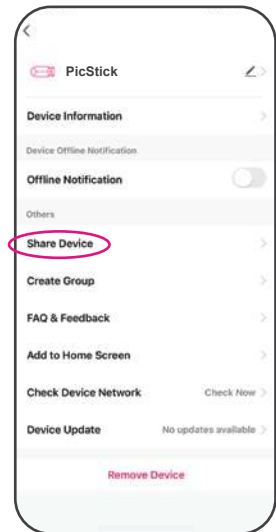 PicStick
Device Information
Device Offline Notification
Offline Notification
Others
Share Device
Create Group
FAQ & Feedback
Add to Home Screen
Check Device Network Check Now
Device Update No updates available
Remove Device